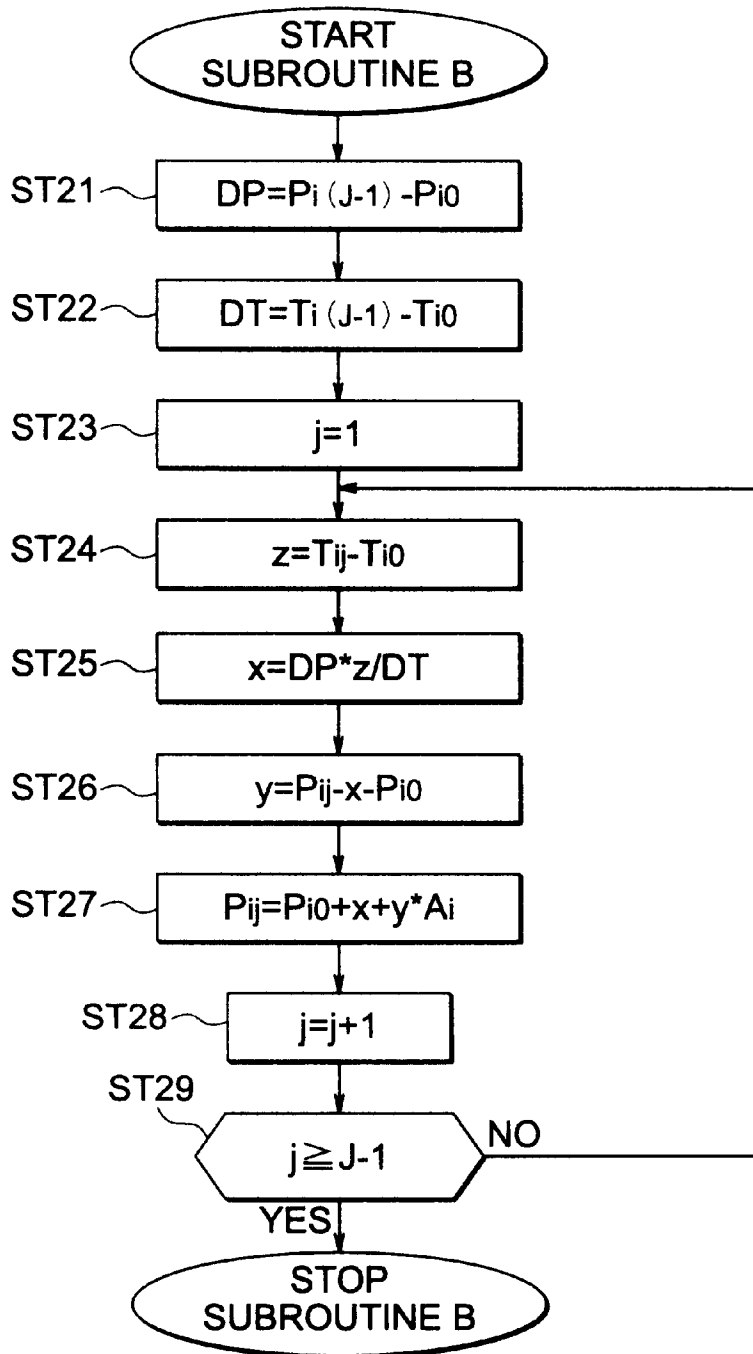 START
SUBROUTINE B
ST21
DP=Pi (J-1) -Pi0
ST22
DT=Ti (J-1) -Ti0
ST23
j=1
ST24
z=Tij-Ti0
ST25
x=DP*z/DT
ST26
y=Pij-x-Pi0
ST27
Pij=Pi0+x+y*Ai
ST28
j=j+1
ST29
j≧J-1
NO
YES
STOP
SUBROUTINE B